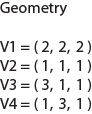 Geometry
V1 = ( 2, 2, 2 )
V2 = ( 1, 1, 1 )
V3 = ( 3, 1, 1 )
V4 = ( 1, 3, 1 )